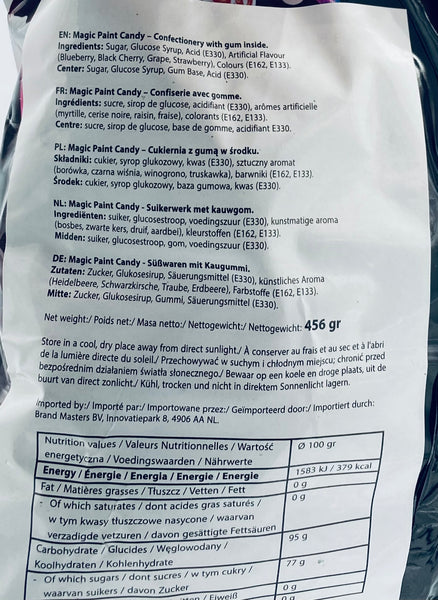 EN: Magic Paint Candy – Confectionery with gum inside.
Ingredients: Sugar, Glucose Syrup, Acid (E330), Artificial Flavour
(Blueberry, Black Cherry, Grape, Strawberry), Colours (E162, E133).
Center: Sugar, Glucose Syrup, Gum Base, Acid (E330).
FR: Magic Paint Candy – Confiserie avec gomme.
Ingrédients: sucre, sirop de glucose, acidifiant (E330), arômes artificielle
(myrtille, cerise noire, raisin, fraise), colorants (E162, E133).
Centre: sucre, sirop de glucose, base de gomme, acidifiant E330.
PL: Magic Paint Candy – Cukiernia z gumą w środku.
Składniki: cukier, syrop glukozowy, kwas (E330), sztuczny aromat
(borówka, czarna wiśnia, winogrono, truskawka), barwniki (E162, E133).
Środek: cukier, syrop glukozowy, baza gumowa, kwas (E330).
NL: Magic Paint Candy - Suikerwerk met kauwgom.
Ingrediënten: suiker, glucosestroop, voedingszuur (E330), kunstmatige aroma
(bosbes, zwarte kers, druif, aardbei), kleurstoffen (E162, E133).
Midden: suiker, glucosestroop, gom, voedingszuur (E330).
DE: Magic Paint Candy - Süßwaren mit Kaugummi.
Zutaten: Zucker, Glukosesirup, Säuerungsmittel (E330), künstliches Aroma
(Heidelbeere, Schwarzkirsche, Traube, Erdbeere), Farbstoffe (E162, E133).
Mitte: Zucker, Glukosesirup, Gummi, Säuerungsmittel (E330).
Net weight:/ Poids net:/ Masa netto:/ Nettogewicht:/ Nettogewicht: 456 gr
Store in a cool, dry place away from direct sunlight./ À conserver au frais et au sec et à l'abri
de la lumière directe du soleil./ Przechowywać w suchym i chłodnym miejscu; chronić przed
bezpośrednim działaniem światła słonecznego./ Bewaar op een koele en droge plaats, uit de
buurt van direct zonlicht./ Kühl, trocken und nicht in direktem Sonnenlicht lagern.
mported by:/ Importé par:/ Importowane przez:/ Geïmporteerd door:/ Importiert durch:
Brand Masters BV, Innovatiepark 8, 4906 AA NL.
Nutrition values / Valeurs Nutritionnelles / Wartość
energetyczna / Voedingswaarden / Nährwerte
Ø 100 gr
Energy / Énergie / Energia / Energie / Energie
1583 kJ / 379 kcal
Fat / Matières grasses / Tłuszcz / Vetten / Fett
0 g
- Of which saturates / dont acides gras saturés /
w tym kwasy tłuszczowe nasycone / waarvan
verzadigde vetzuren / davon gesättigte Fettsäuren
0 g
Carbohydrate / Glucides / Węglowodany /
Koolhydraten / Kohlenhydrate
95 g
- Of which sugars / dont sucres / w tym cukry /
waarvan suikers / davon Zucker
77 g
0 g
/ Eiweiß
0 g